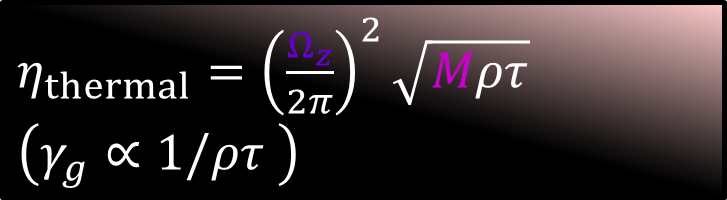 η_thermal = (Ω_z/2π)² √(Mρτ)
(γ_g ∝ 1/ρτ )